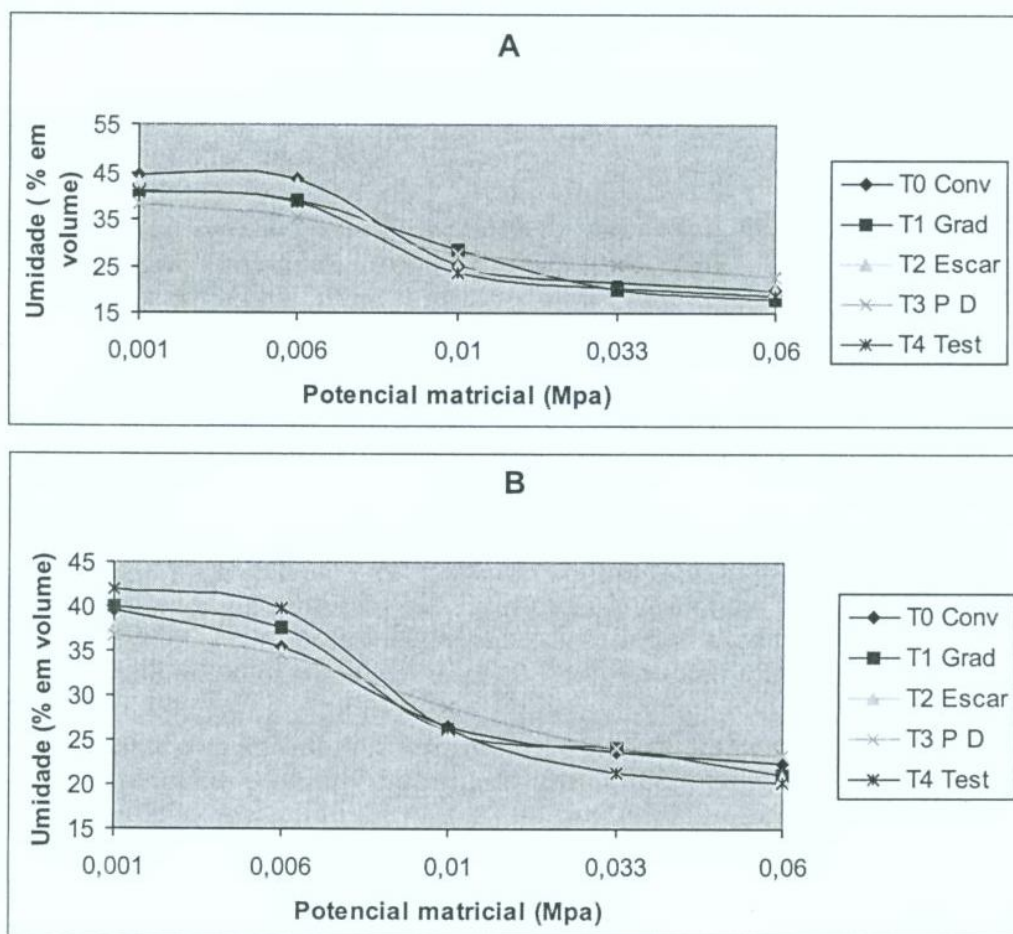 A
Umidade ( % em
volume)
55
45
35
25
15
0,001
0,006
0,01
0,033
0,06
Potencial matricial (Mpa)
T0 Conv
T1 Grad
T2 Escar
T3 P D
T4 Test
B
Umidade (% em volume)
45
40
35
30
25
20
15
0,001
0,006
0,01
0,033
0,06
Potencial matricial (Mpa)
T0 Conv
T1 Grad
T2 Escar
T3 P D
T4 Test